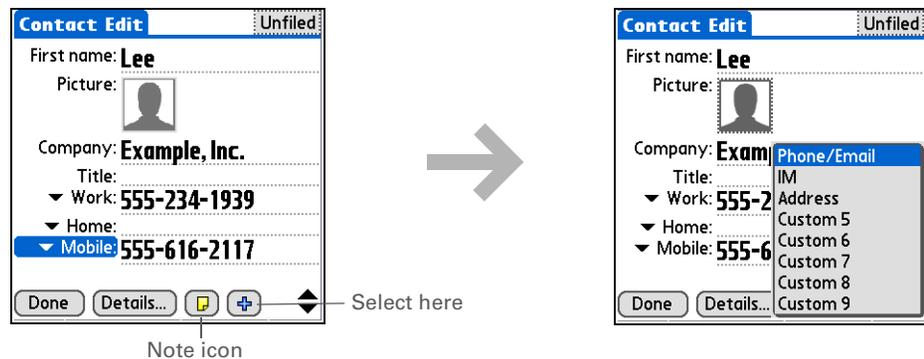 Contact Edit Unfiled
First name: Lee
Picture:
Company: Example, Inc.
Title:
Work: 555-234-1939
Home:
Mobile: 555-616-2117
Done Details...
Select here
Note icon
Contact Edit Unfiled
First name: Lee
Picture:
Company: Examp
Title:
Work: 555-2
Home:
Mobile: 555-6
Done Details...
Phone/Email
IM
Address
Custom 5
Custom 6
Custom 7
Custom 8
Custom 9